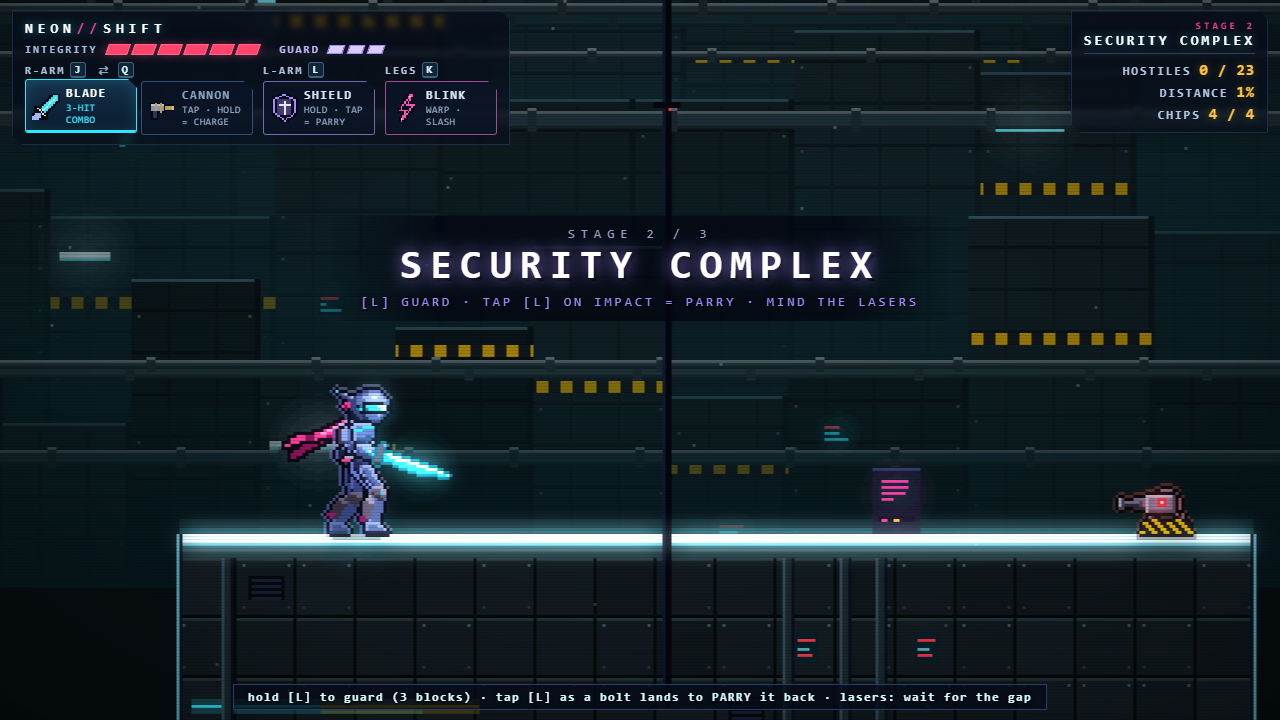 NEON//SHIFT
INTEGRITY GUARD
R-ARM J ⇄ Q L-ARM L LEGS K
BLADE
3-HIT
COMBO
CANNON
TAP · HOLD
= CHARGE
SHIELD
HOLD · TAP
= PARRY
BLINK
WARP ·
SLASH
STAGE 2
SECURITY COMPLEX
HOSTILES 0 / 23
DISTANCE 1%
CHIPS 4 / 4
STAGE 2 / 3
SECURITY COMPLEX
[L] GUARD · TAP [L] ON IMPACT = PARRY · MIND THE LASERS
hold [L] to guard (3 blocks) · tap [L] as a bolt lands to PARRY it back · lasers: wait for the gap